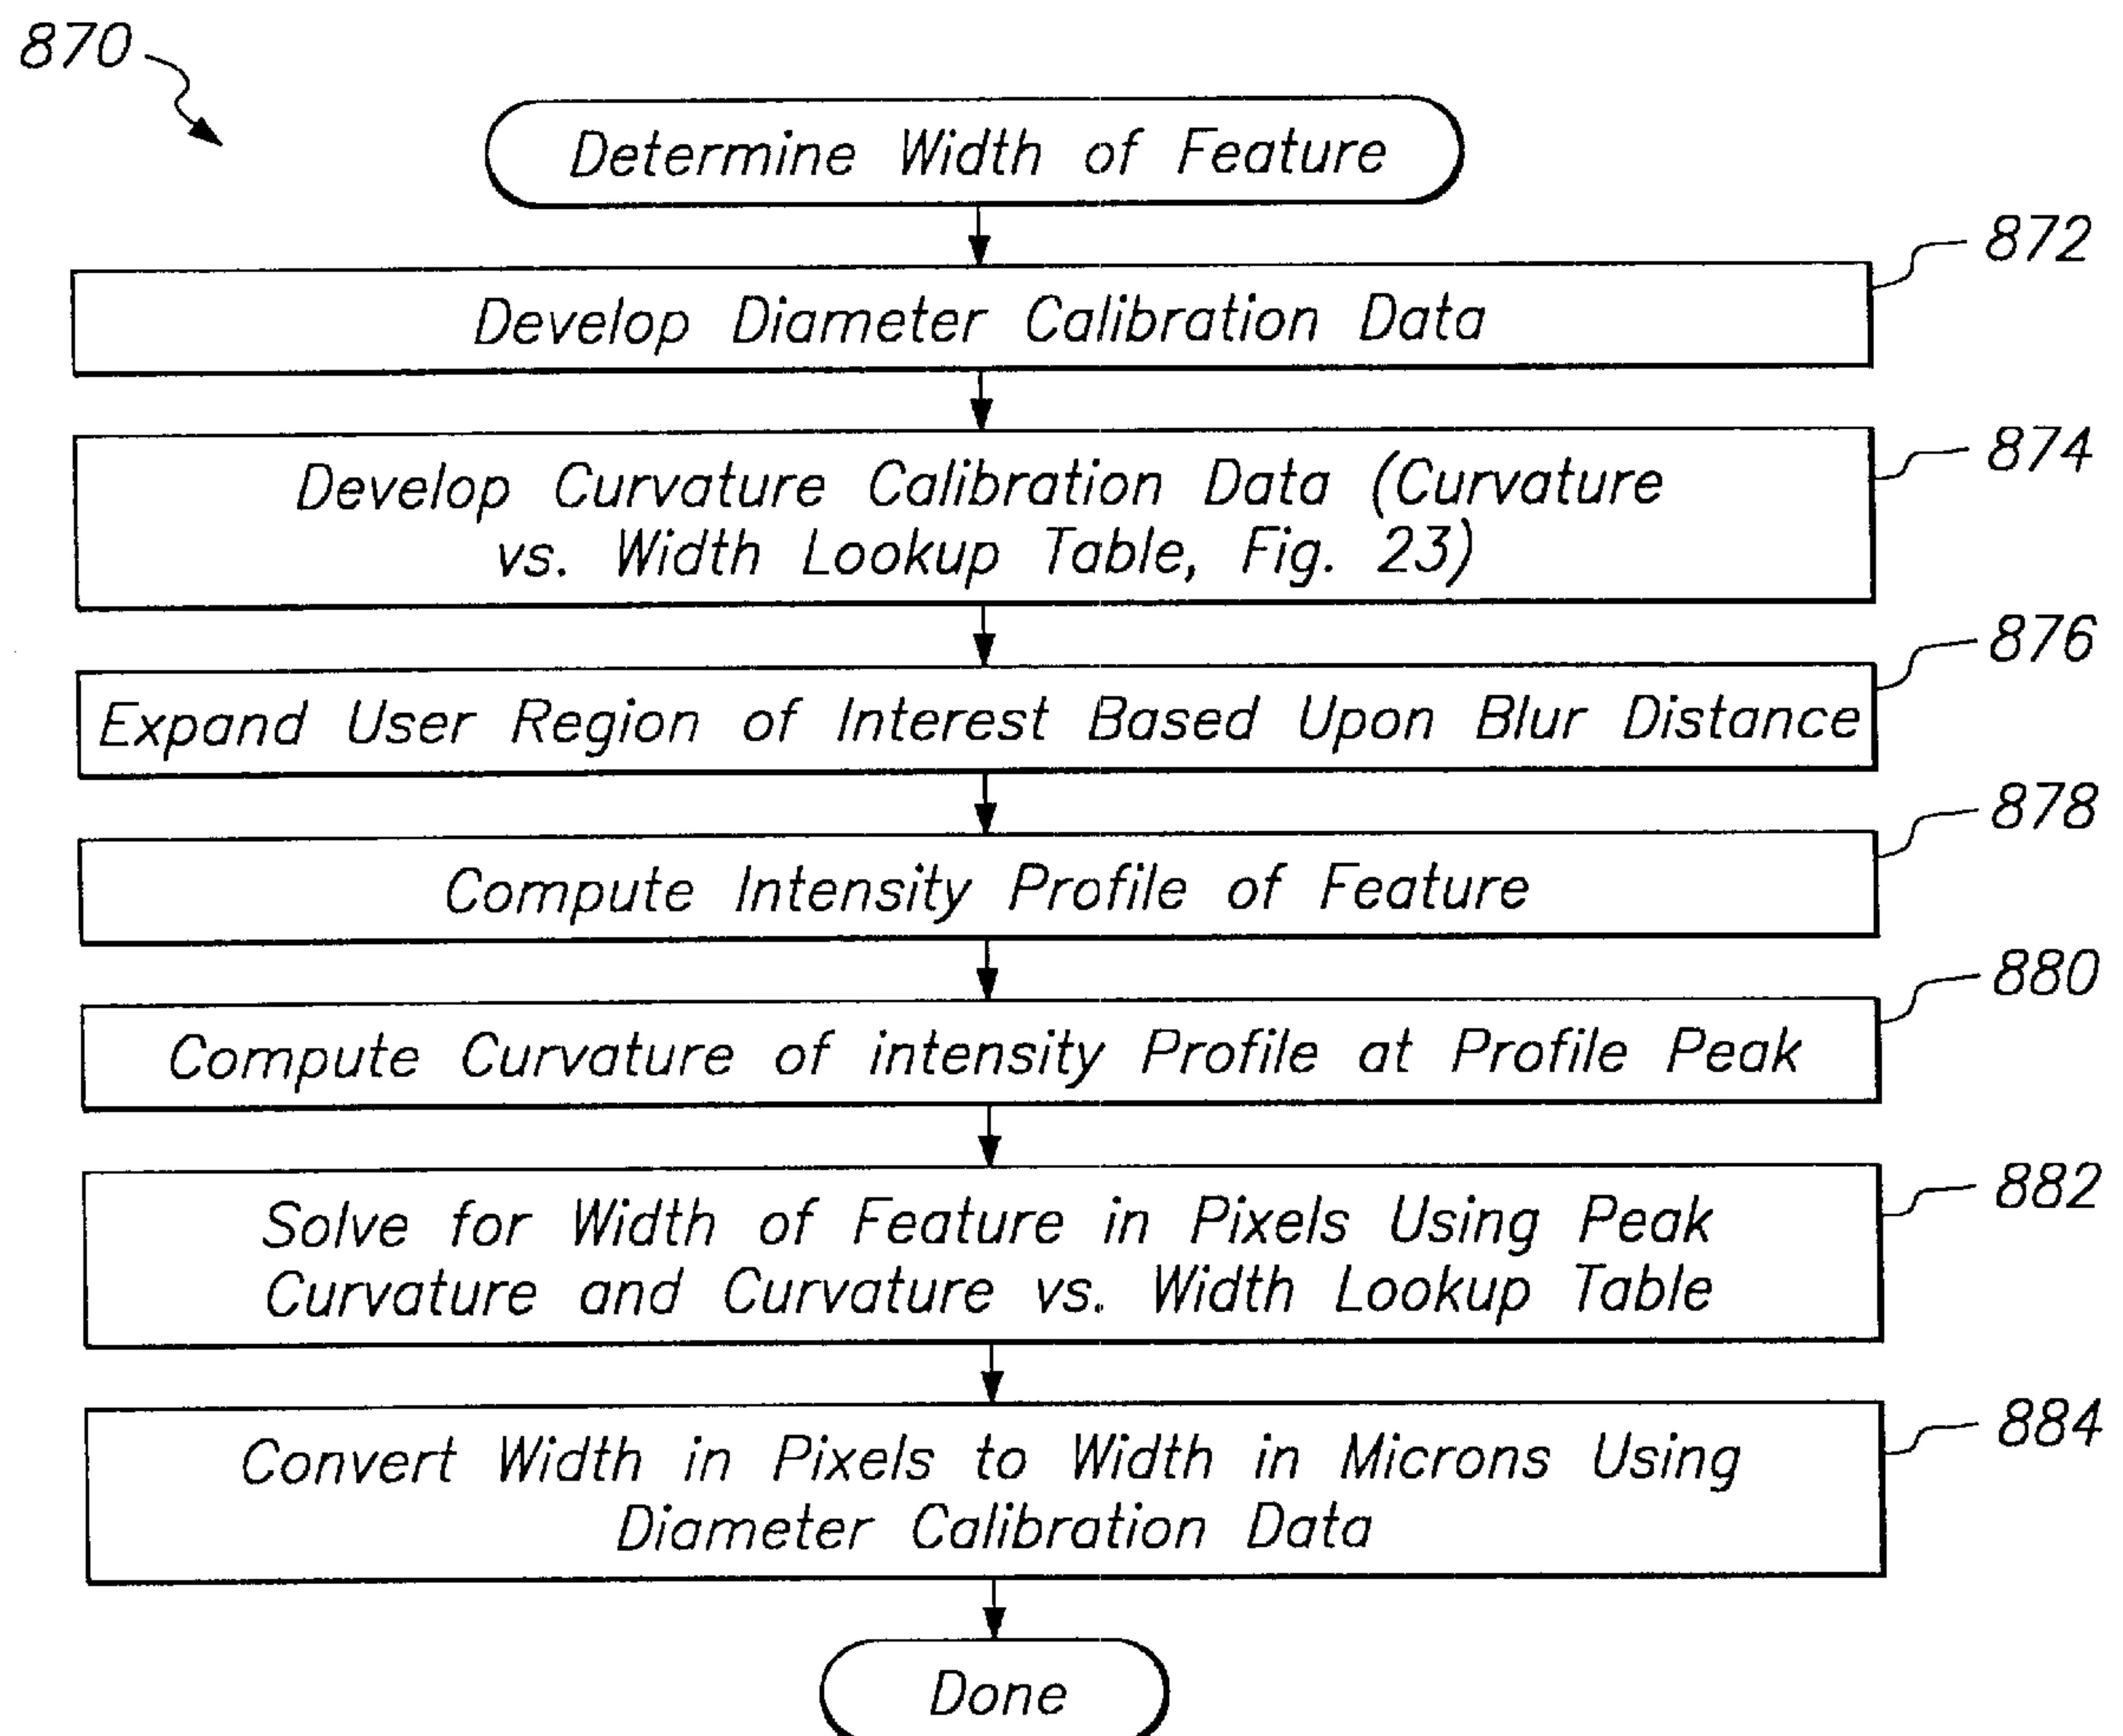 870
Determine Width of Feature
872
Develop Diameter Calibration Data
874
Develop Curvature Calibration Data (Curvature
vs. Width Lookup Table, Fig. 23)
876
Expand User Region of Interest Based Upon Blur Distance
878
Compute Intensity Profile of Feature
880
Compute Curvature of intensity Profile at Profile Peak
882
Solve for Width of Feature in Pixels Using Peak
Curvature and Curvature vs. Width Lookup Table
884
Convert Width in Pixels to Width in Microns Using
Diameter Calibration Data
Done